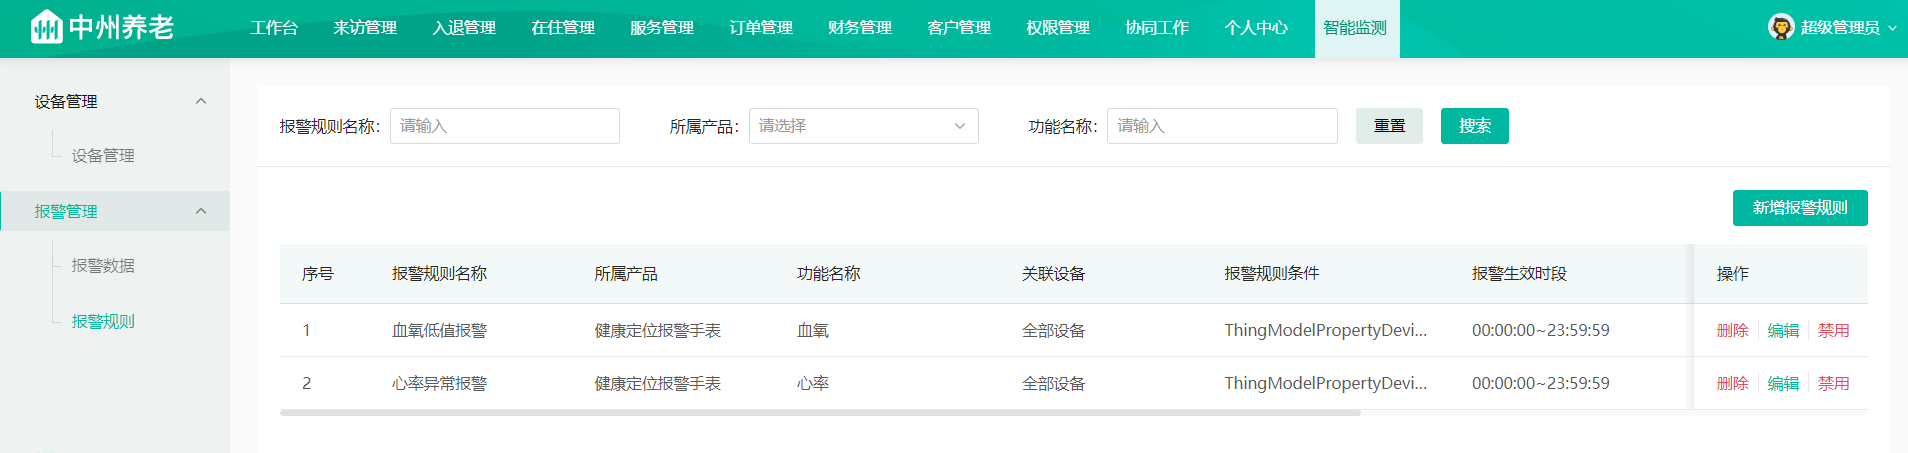 中州养老
工作台 来访管理 入退管理 在住管理 服务管理 订单管理 财务管理 客户管理 权限管理 协同工作 个人中心 智能监测 超级管理员
设备管理
设备管理
报警管理
报警数据
报警规则
报警规则名称： 请输入 所属产品： 请选择 功能名称： 请输入 重置 搜索
新增报警规则
序号 报警规则名称 所属产品 功能名称 关联设备 报警规则条件 报警生效时段 操作
1 血氧低值报警 健康定位报警手表 血氧 全部设备 ThingModelPropertyDevi... 00:00:00~23:59:59 删除 编辑 禁用
2 心率异常报警 健康定位报警手表 心率 全部设备 ThingModelPropertyDevi... 00:00:00~23:59:59 删除 编辑 禁用